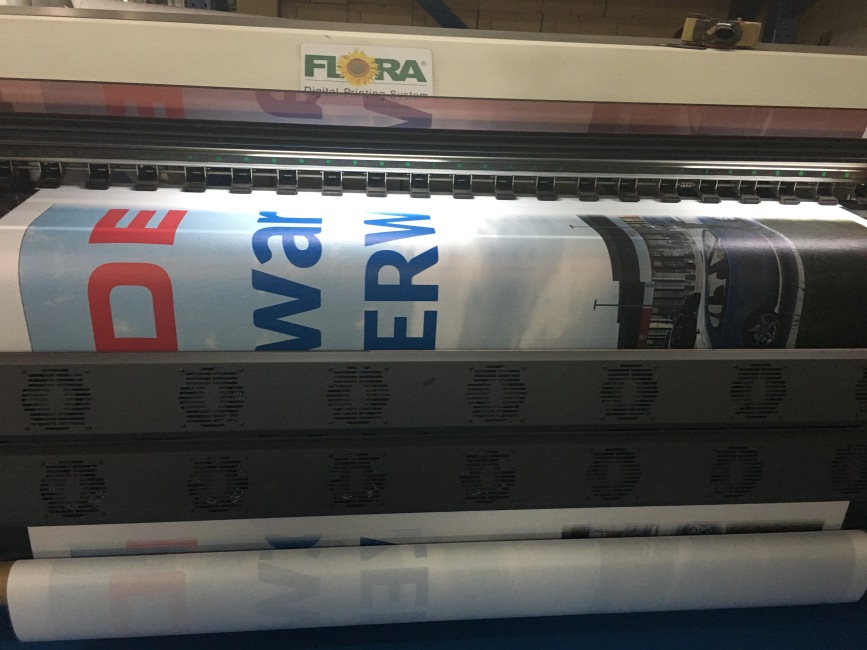 FLORA
Digital Printing System
DE
war
ERW